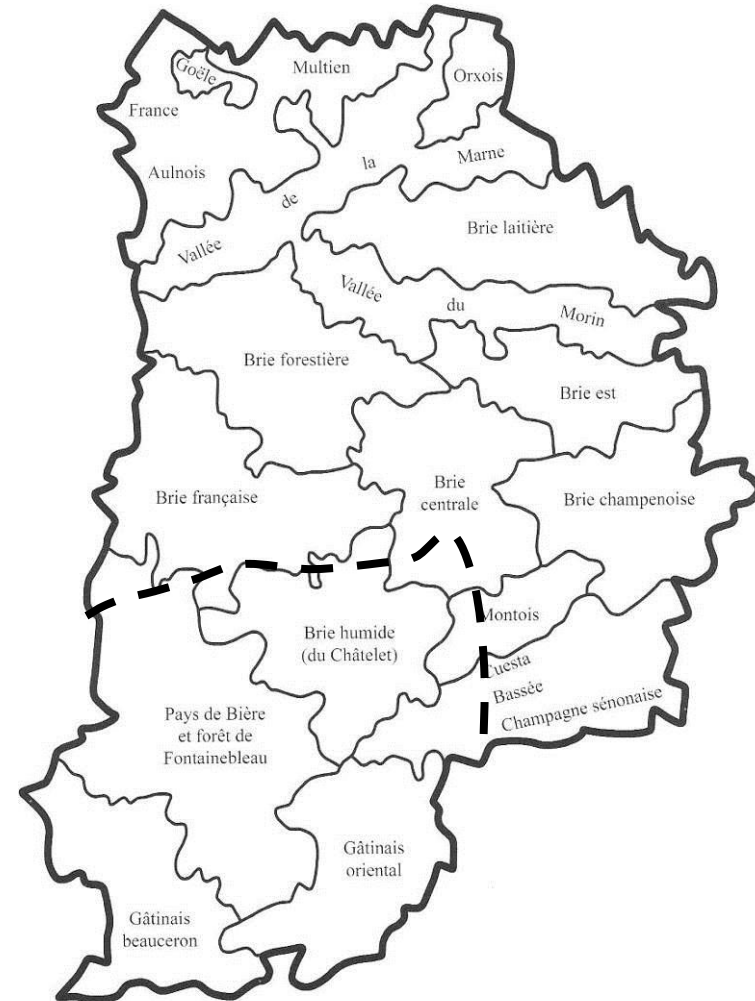 Goële
Multien
Orxois
France
Aulnois
Vallée de la Marne
Brie laitière
Vallée du Morin
Brie forestière
Brie est
Brie française
Brie
centrale
Brie champenoise
Montois
Brie humide
(du Châtelet)
Cuesta
Bassée
Champagne sénonaise
Pays de Bière
et forêt de
Fontainebleau
Gâtinais
oriental
Gâtinais
beauceron